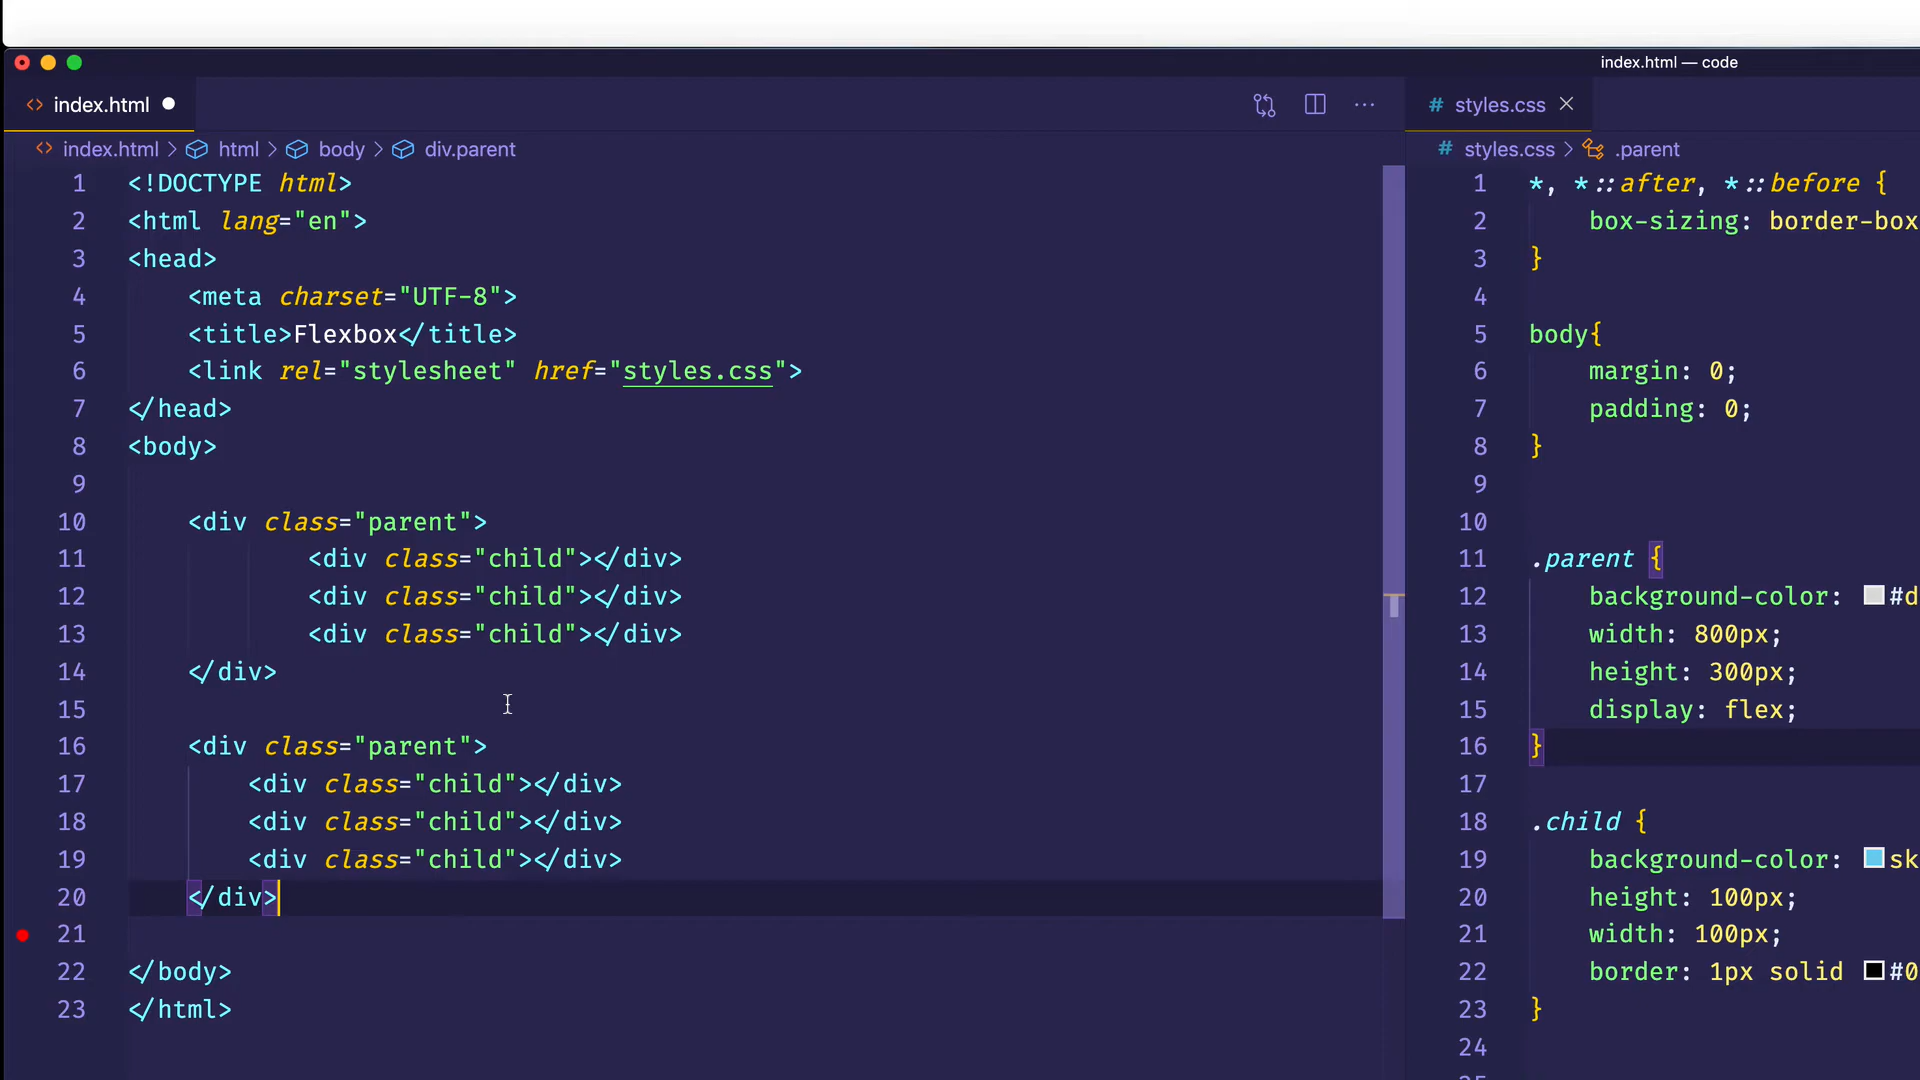 index.html — code
index.html
styles.css
index.html > html > body > div.parent
styles.css > .parent
1 <!DOCTYPE html>
2 <html lang="en">
3 <head>
4 <meta charset="UTF-8">
5 <title>Flexbox</title>
6 <link rel="stylesheet" href="styles.css">
7 </head>
8 <body>
9
10 <div class="parent">
11 <div class="child"></div>
12 <div class="child"></div>
13 <div class="child"></div>
14 </div>
15
16 <div class="parent">
17 <div class="child"></div>
18 <div class="child"></div>
19 <div class="child"></div>
20 </div>
21
22 </body>
23 </html>
1 *, *::after, *::before {
2 box-sizing: border-box
3 }
4
5 body{
6 margin: 0;
7 padding: 0;
8 }
9
10
11 .parent {
12 background-color: #d
13 width: 800px;
14 height: 300px;
15 display: flex;
16 }
17
18 .child {
19 background-color: sk
20 height: 100px;
21 width: 100px;
22 border: 1px solid #0
23 }
24